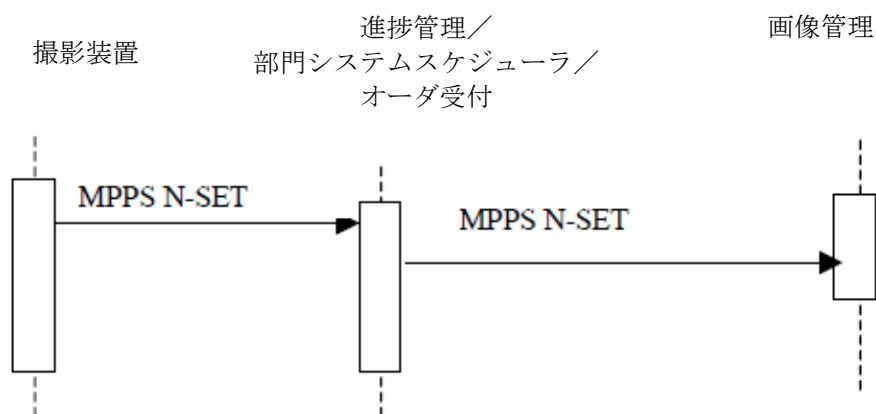 撮影装置
進捗管理／
部門システムスケジューラ／
オーダ受付
画像管理
MPPS N-SET
MPPS N-SET